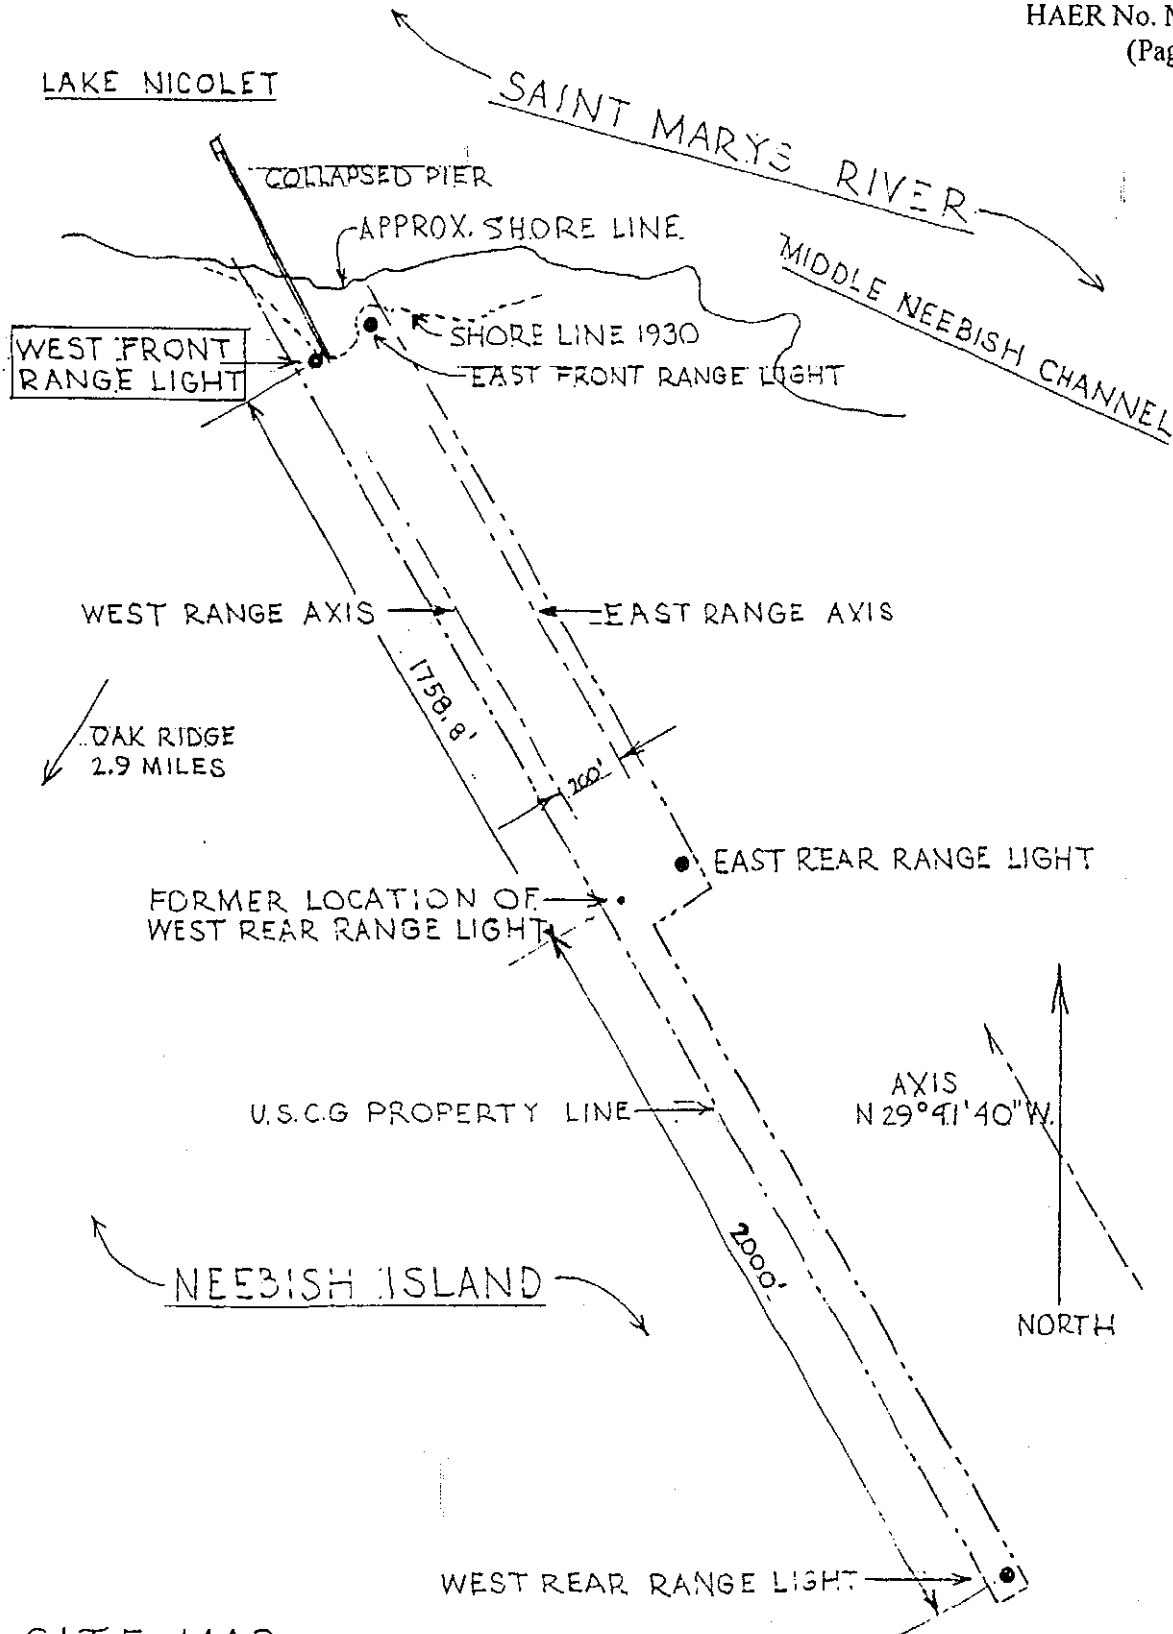 HAER No.
LAKE NICOLET
SAINT MARYS RIVER
COLLAPSED PIER
APPROX. SHORE LINE
MIDDLE NEEBISH CHANNEL
WEST FRONT
RANGE LIGHT
SHORE LINE 1930
EAST FRONT RANGE LIGHT
WEST RANGE AXIS
EAST RANGE AXIS
1758.8'
OAK RIDGE
2.9 MILES
200'
EAST REAR RANGE LIGHT
FORMER LOCATION OF
WEST REAR RANGE LIGHT
AXIS
N 29°41'40"W.
U.S.C.G PROPERTY LINE
2000'
NEEBISH ISLAND
NORTH
WEST REAR RANGE LIGHT
SITE MAP